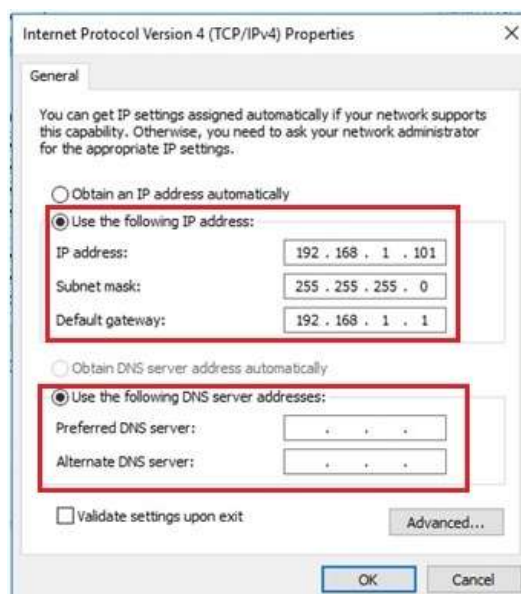 Internet Protocol Version 4 (TCP/IPv4) Properties
General
You can get IP settings assigned automatically if your network supports
this capability. Otherwise, you need to ask your network administrator
for the appropriate IP settings.
Obtain an IP address automatically
Use the following IP address:
IP address: 192 . 168 . 1 . 101
Subnet mask: 255 . 255 . 255 . 0
Default gateway: 192 . 168 . 1 . 1
Obtain DNS server address automatically
Use the following DNS server addresses:
Preferred DNS server: . . .
Alternate DNS server: . . .
Validate settings upon exit
Advanced...
OK Cancel